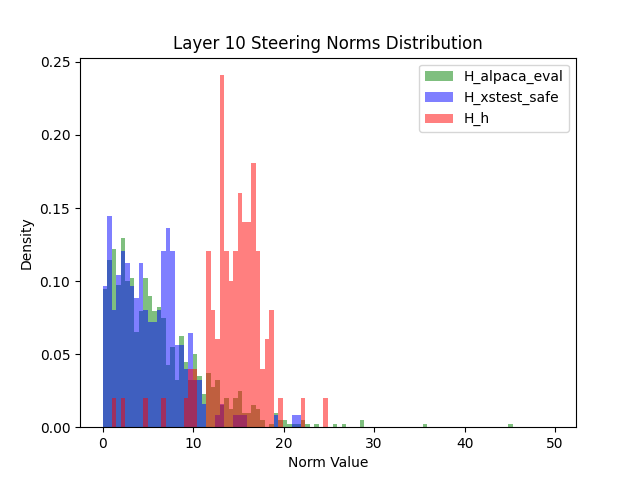 Layer 10 Steering Norms Distribution
H_alpaca_eval
H_xstest_safe
H_h
Density
0.25
0.20
0.15
0.10
0.05
0.00
0 10 20 30 40 50
Norm Value